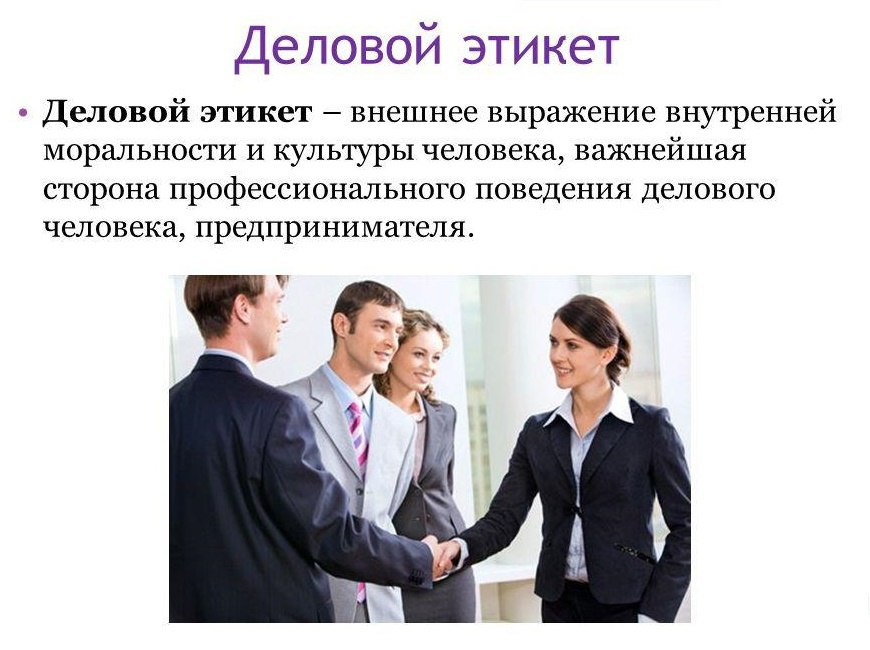 Деловой этикет
• Деловой этикет – внешнее выражение внутренней
моральности и культуры человека, важнейшая
сторона профессионального поведения делового
человека, предпринимателя.